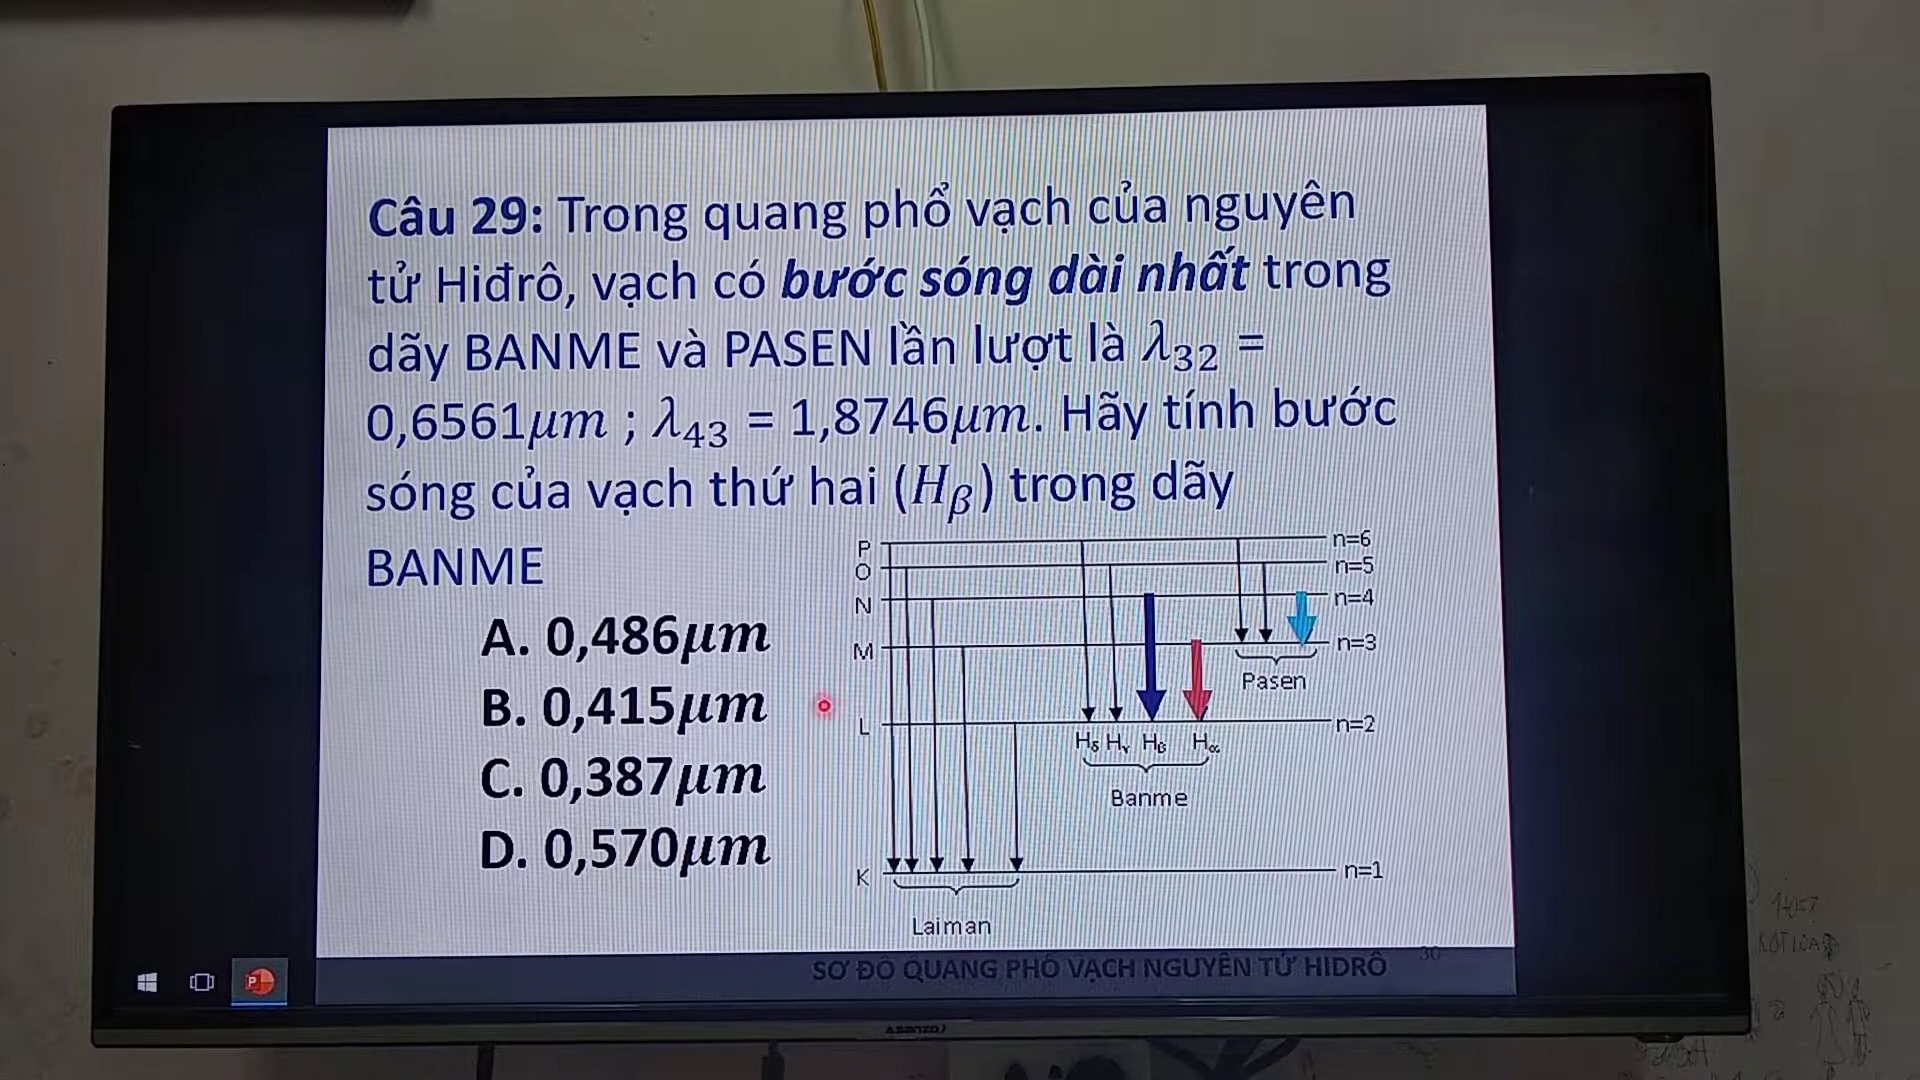 Câu 29: Trong quang phổ vạch của nguyên
tử Hiđrô, vạch có bước sóng dài nhất trong
dãy BANME và PASEN lần lượt là λ₃₂ =
0,6561μm ; λ₄₃ = 1,8746μm. Hãy tính bước
sóng của vạch thứ hai (Hᵦ) trong dãy
BANME
A. 0,486μm
B. 0,415μm
C. 0,387μm
D. 0,570μm
P n=6
O n=5
N n=4
M n=3
Pasen
L n=2
Hδ Hγ Hβ Hα
Banme
K n=1
Laiman
SƠ ĐỒ QUANG PHỔ VẠCH NGUYÊN TỬ HIDRÔ
30
P
Asanzo